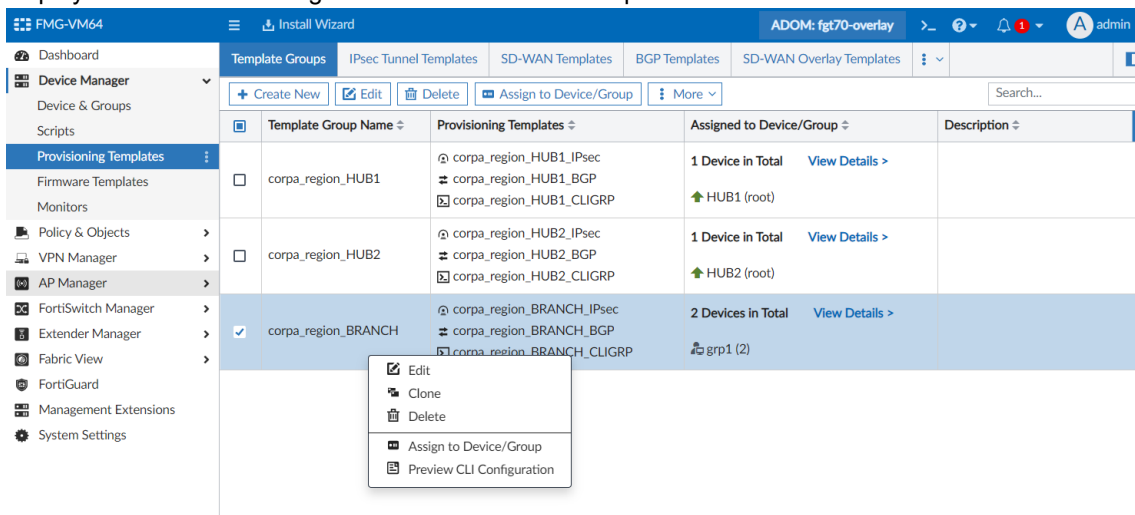 FMG-VM64
Install Wizard
ADOM: fgt70-overlay
>_
1
A admin
Dashboard
Device Manager
Device & Groups
Scripts
Provisioning Templates
Firmware Templates
Monitors
Policy & Objects
VPN Manager
AP Manager
FortiSwitch Manager
Extender Manager
Fabric View
FortiGuard
Management Extensions
System Settings
Template Groups IPsec Tunnel Templates SD-WAN Templates BGP Templates SD-WAN Overlay Templates
+ Create New Edit Delete Assign to Device/Group More Search...
Template Group Name Provisioning Templates Assigned to Device/Group Description
corpa_region_HUB1
corpa_region_HUB1_IPsec
corpa_region_HUB1_BGP
corpa_region_HUB1_CLIGRP
1 Device in Total View Details >
HUB1 (root)
corpa_region_HUB2
corpa_region_HUB2_IPsec
corpa_region_HUB2_BGP
corpa_region_HUB2_CLIGRP
1 Device in Total View Details >
HUB2 (root)
corpa_region_BRANCH
corpa_region_BRANCH_IPsec
corpa_region_BRANCH_BGP
corpa_region_BRANCH_CLIGRP
2 Devices in Total View Details >
grp1 (2)
Edit
Clone
Delete
Assign to Device/Group
Preview CLI Configuration